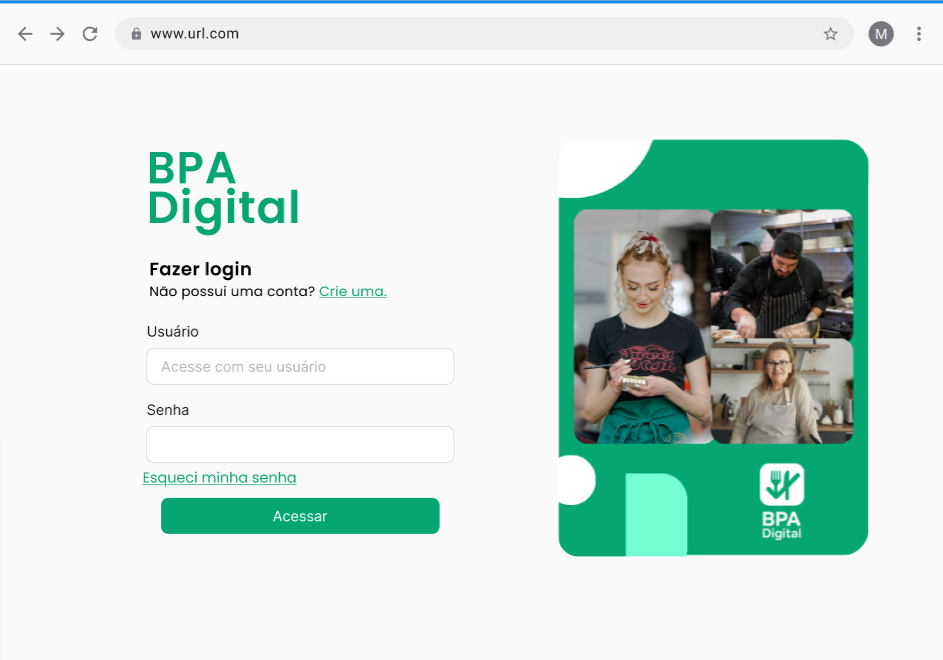 www.url.com
M
BPA
Digital
Fazer login
Não possui uma conta? Crie uma.
Usuário
Acesse com seu usuário
Senha
Esqueci minha senha
Acessar
BPA
Digital